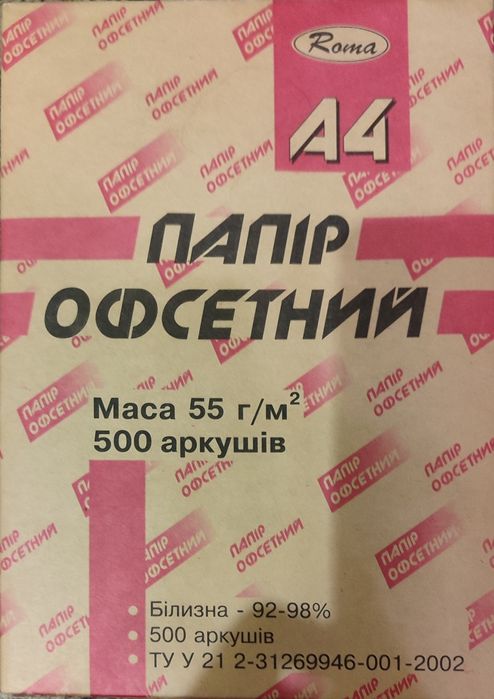 Roma
A4
ПАПІР
ОФСЕТНИЙ
Маса 55 г/м²
500 аркушів
Білизна - 92-98%
500 аркушів
ТУ У 21 2-31269946-001-2002